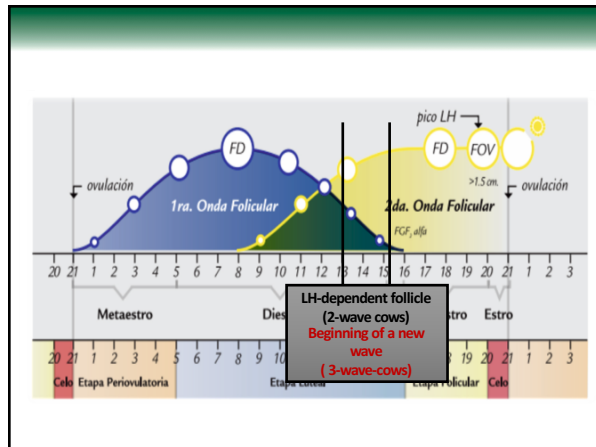 pico LH
FD
FD
FOV
>1.5 cm.
ovulación
ovulación
1ra. Onda Folicular
2da. Onda Folicular
FGF2 alfa
20 21 1 2 3 4 5 6 7 8 9 10 11 12 13 14 15 16 17 18 19 20 21 1 2 3
LH-dependent follicle
(2-wave cows)
Beginning of a new
wave
( 3-wave-cows)
Metaestro
Dies
stro
Estro
20 21 1 2 3 4 5 6 7 8 9 18 19 20 21 1 2 3
Celo
Etapa Periovulatoria
Etapa Luteal
Etapa Folicular
Celo